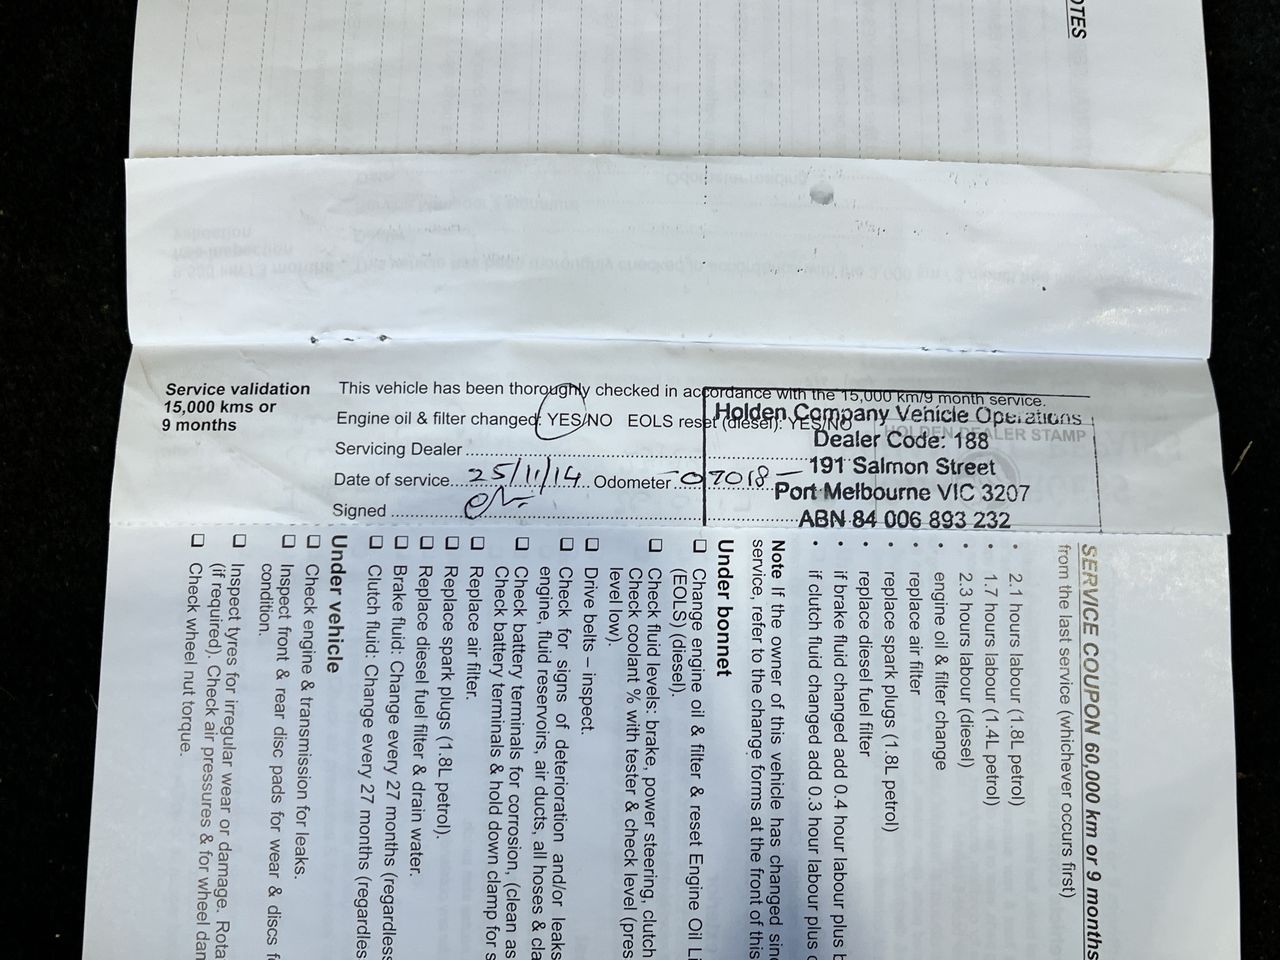 OTES
Service validation
15,000 kms or
9 months
This vehicle has been thoroughly checked in accordance with the 15,000 km/9 month service.
Engine oil & filter changed: YES/NO EOLS reset (diesel): YES/NO
Servicing Dealer
Date of service 25/11/14 Odometer 07018
Signed
HOLDEN DEALER STAMP
Holden Company Vehicle Operations
Dealer Code: 188
191 Salmon Street
Port Melbourne VIC 3207
ABN 84 006 893 232
SERVICE COUPON 60,000 km or 9 months
from the last service (whichever occurs first)
• 2.1 hours labour (1.8L petrol)
• 1.7 hours labour (1.4L petrol)
• 2.3 hours labour (diesel)
• engine oil & filter change
• replace air filter
• replace spark plugs (1.8L petrol)
• replace diesel fuel filter
• if brake fluid changed add 0.4 hour labour plus b
• if clutch fluid changed add 0.3 hour labour plus
Note If the owner of this vehicle has changed sinc
service, refer to the change forms at the front of this
Under bonnet
❑ Change engine oil & filter & reset Engine Oil Li
(EOLS) (diesel).
❑ Check fluid levels: brake, power steering, clutch
Check coolant % with tester & check level (pres
level low).
❑ Drive belts – inspect.
❑ Check for signs of deterioration and/or leaks
engine, fluid reservoirs, air ducts, all hoses & cla
❑ Check battery terminals for corrosion, (clean as
Check battery terminals & hold down clamp for s
❑ Replace air filter.
❑ Replace spark plugs (1.8L petrol).
❑ Replace diesel fuel filter & drain water.
❑ Brake fluid: Change every 27 months (regardless
❑ Clutch fluid: Change every 27 months (regardles
Under vehicle
❑ Check engine & transmission for leaks.
❑ Inspect front & rear disc pads for wear & discs f
condition.
❑ Inspect tyres for irregular wear or damage. Rota
(if required). Check air pressures & for wheel dam
❑ Check wheel nut torque.